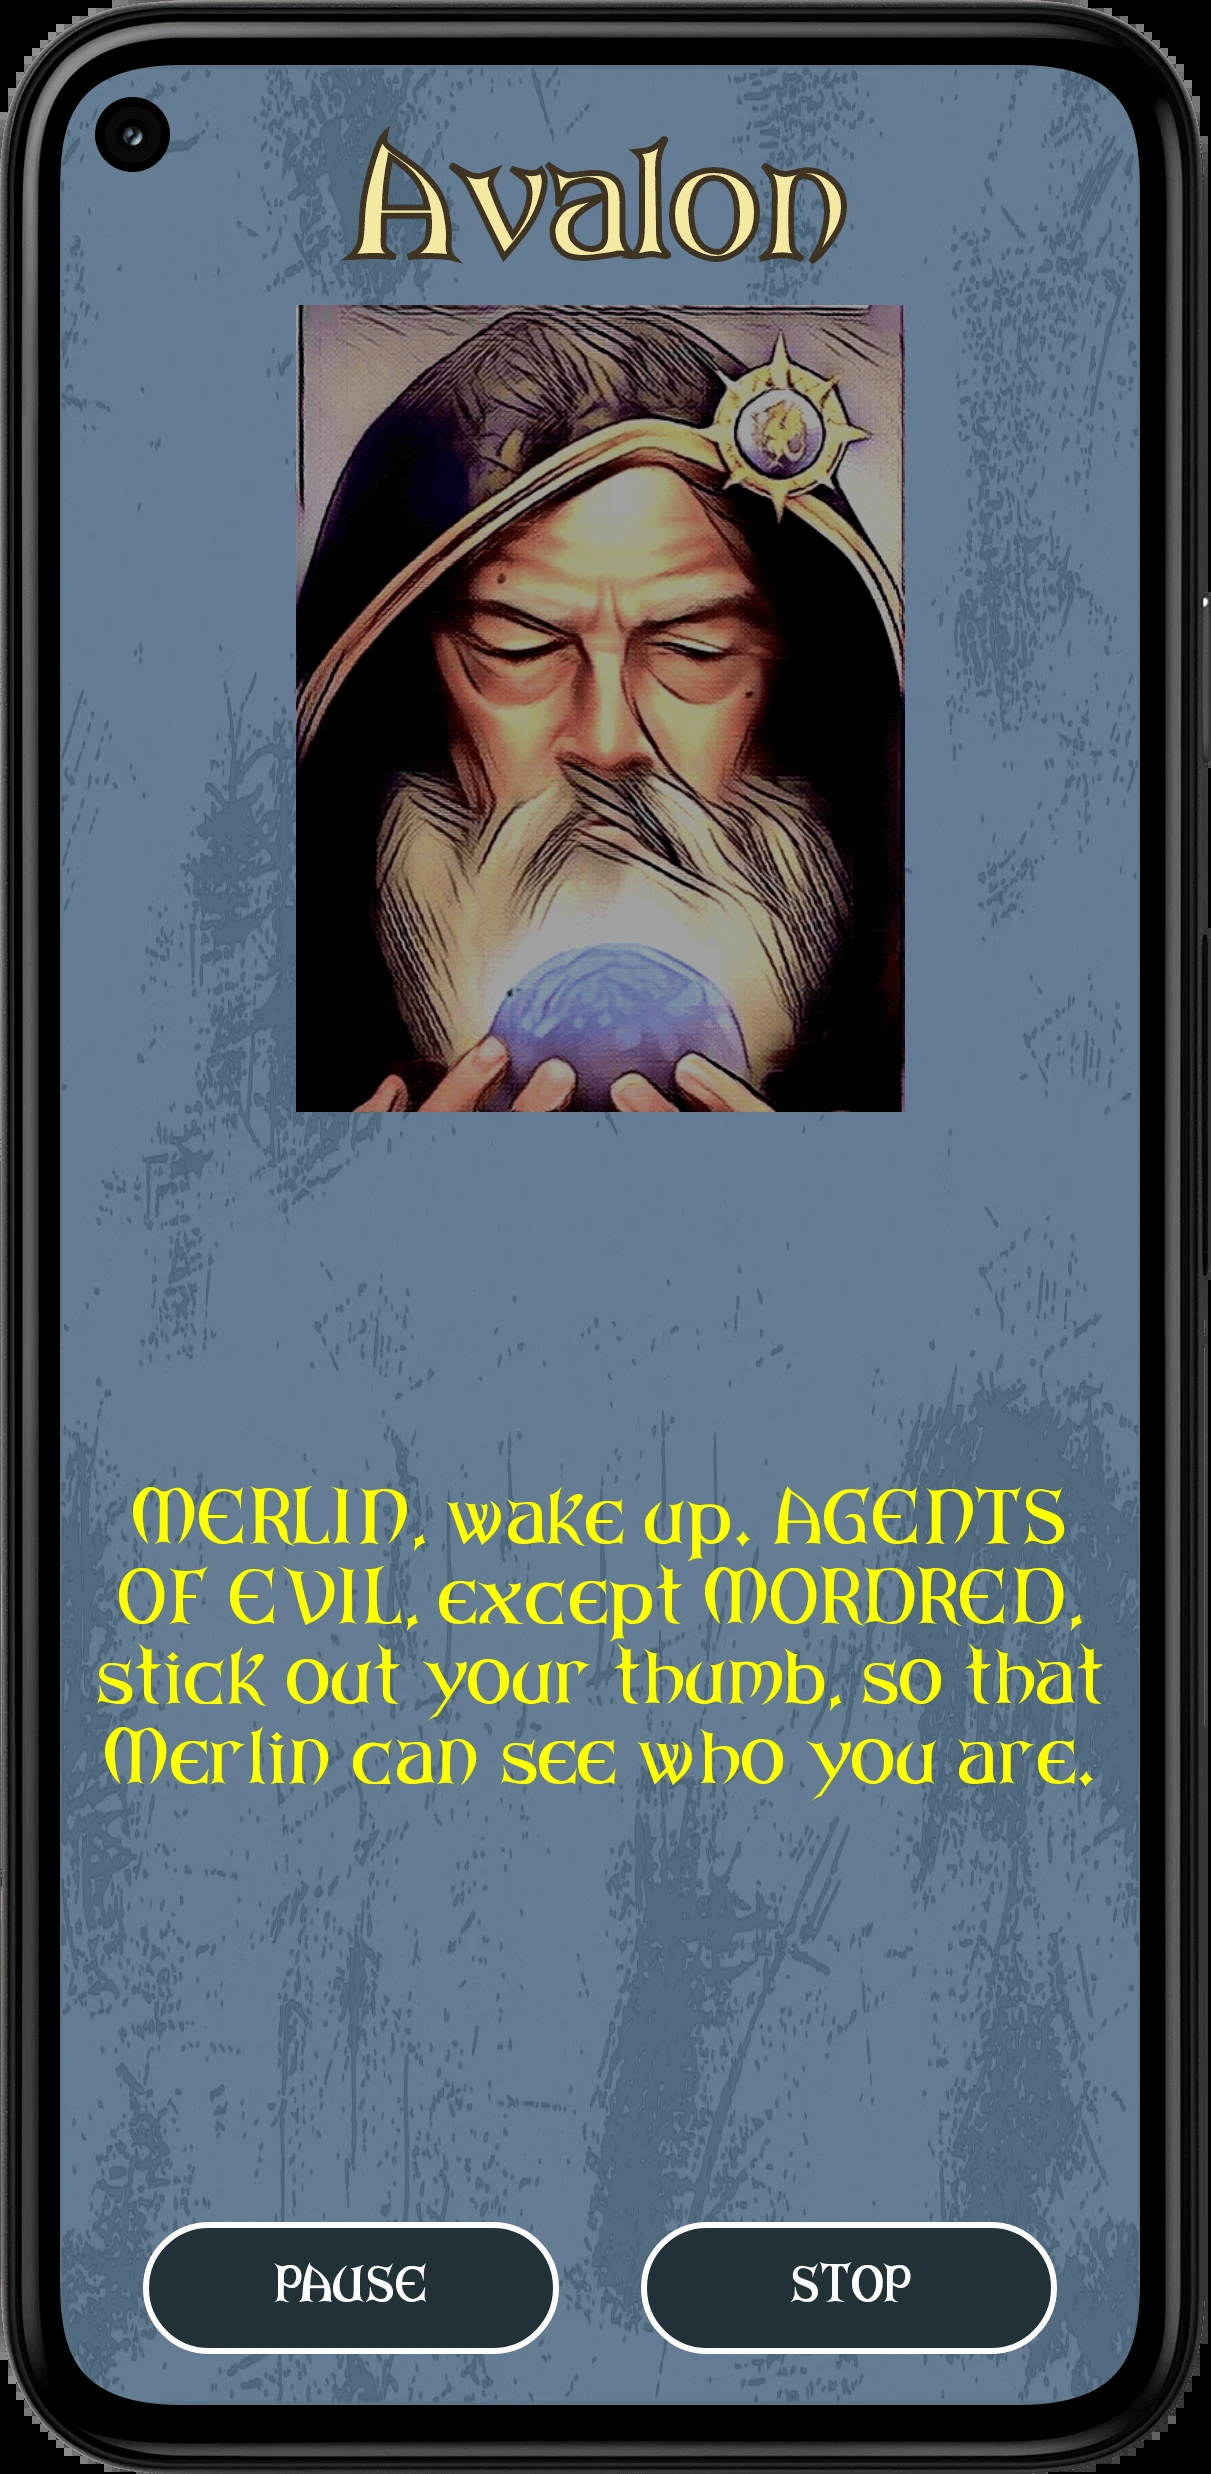 Avalon
MERLIN, wake up. AGENTS
OF EVIL, except MORDRED,
stick out your thumb, so that
Merlin can see who you are.
PAUSE
STOP